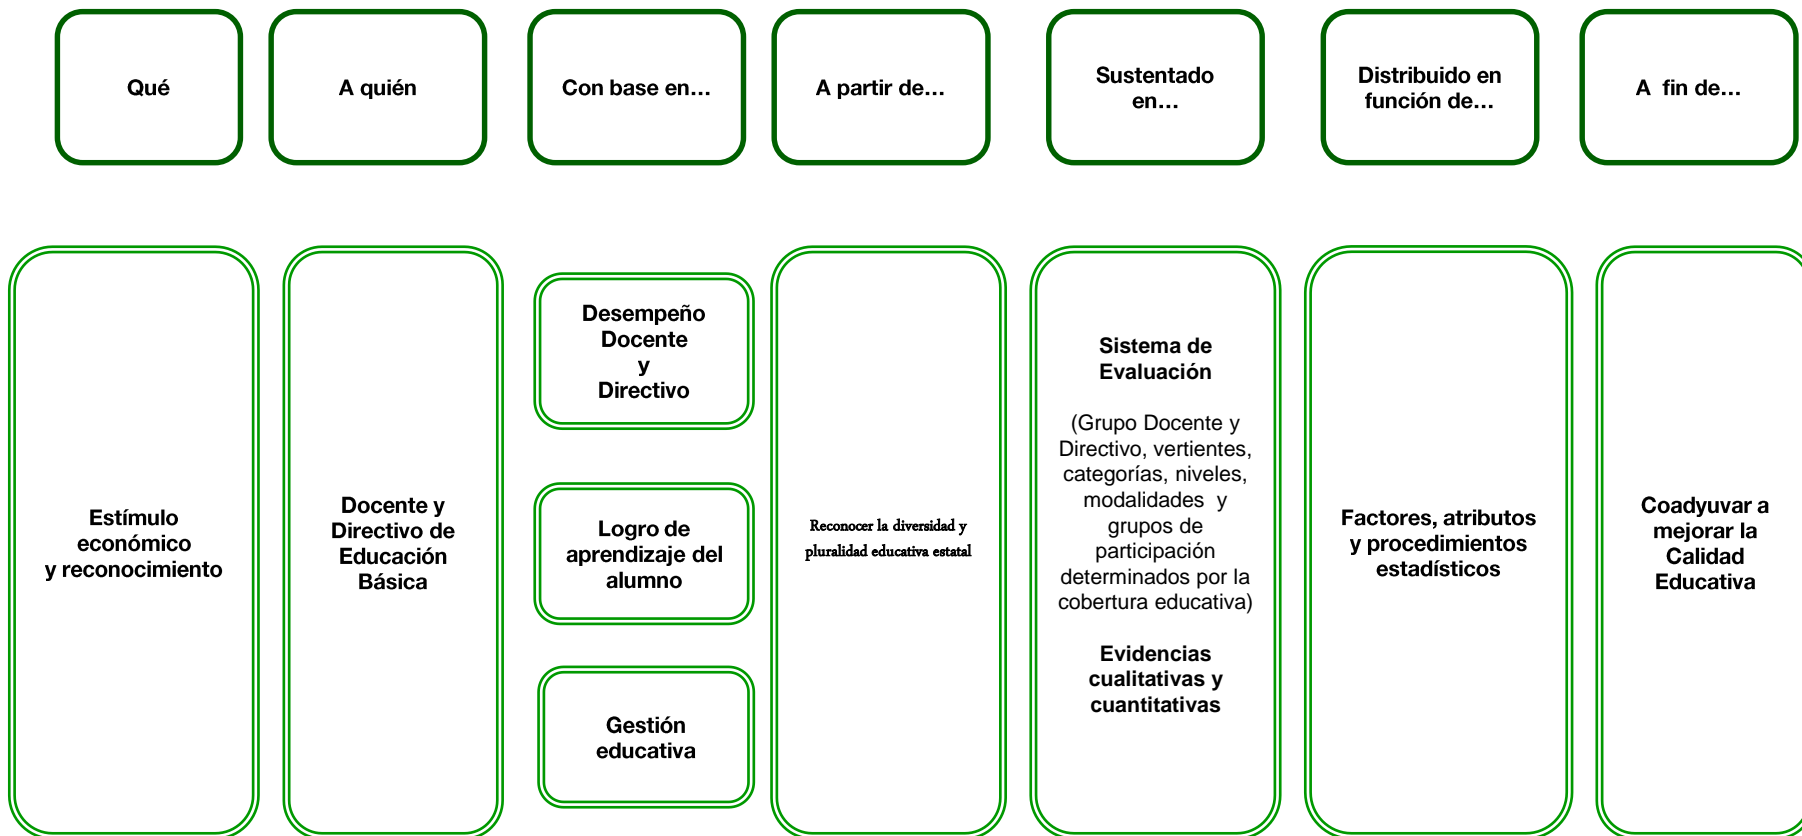 Qué
A quién
Con base en...
A partir de...
Sustentado
en...
Distribuido en
función de...
A fin de...
Estímulo
económico
y reconocimiento
Docente y
Directivo de
Educación
Básica
Desempeño
Docente
y
Directivo
Logro de
aprendizaje del
alumno
Gestión
educativa
Reconocer la diversidad y
pluralidad educativa estatal
Sistema de
Evaluación
(Grupo Docente y
Directivo, vertientes,
categorías, niveles,
modalidades y
grupos de
participación
determinados por la
cobertura educativa)
Evidencias
cualitativas y
cuantitativas
Factores, atributos
y procedimientos
estadísticos
Coadyuvar a
mejorar la
Calidad
Educativa